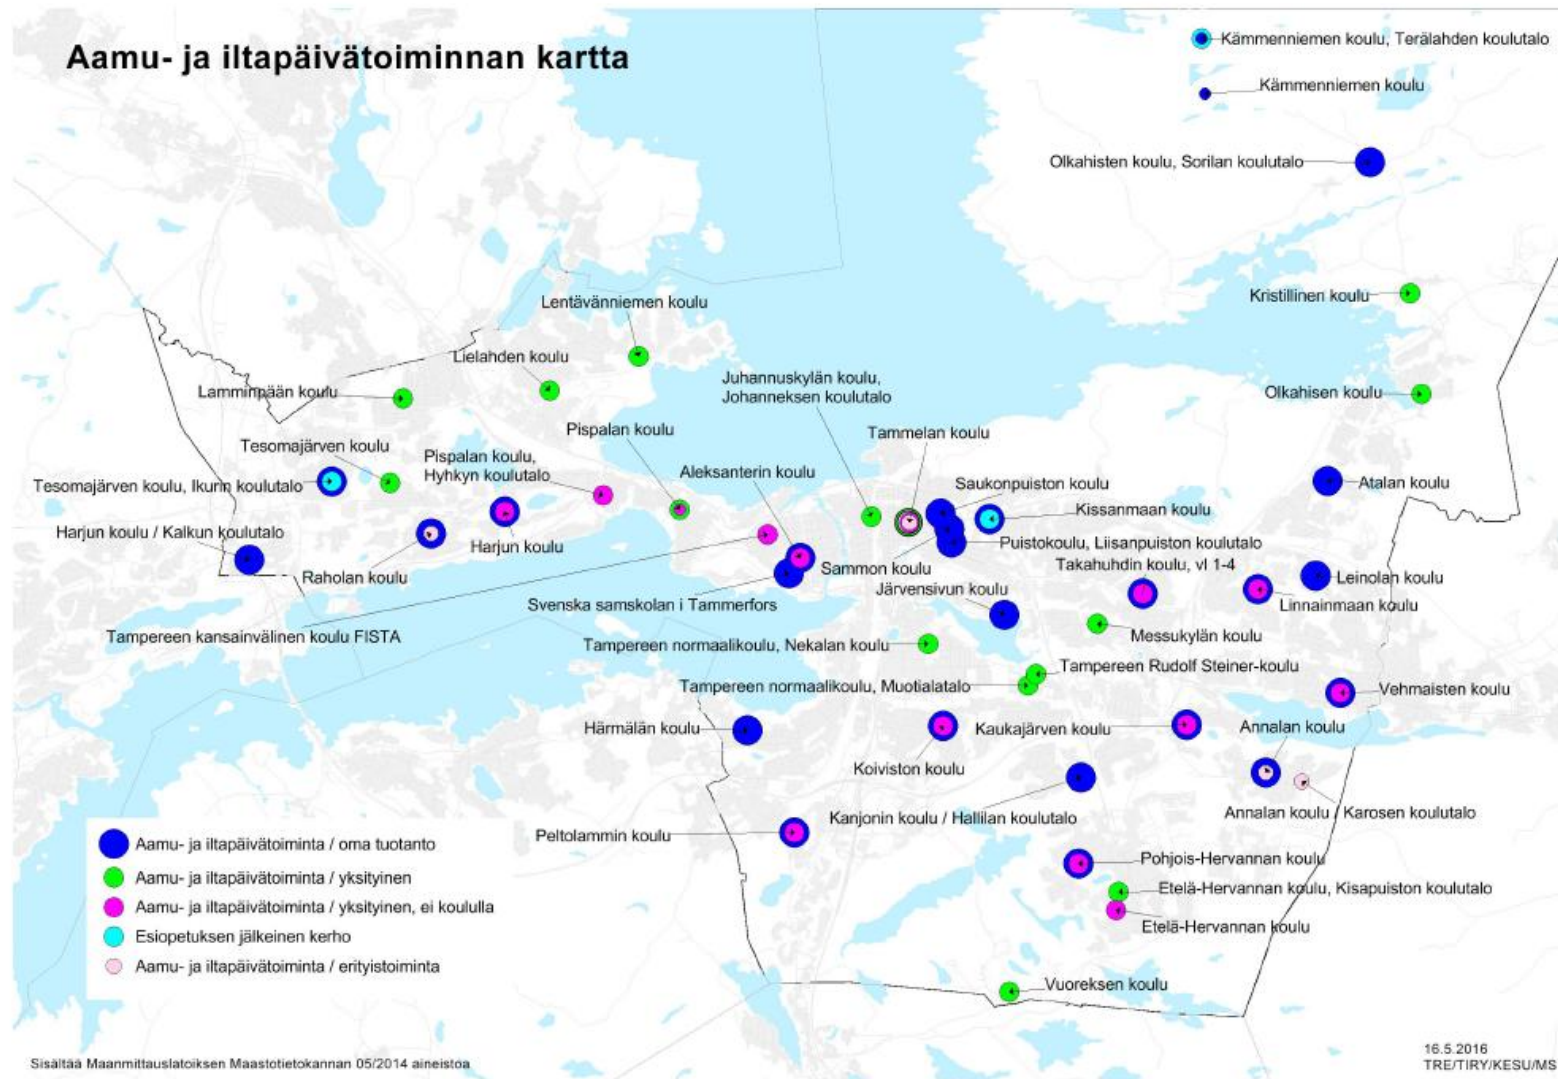 Aamu- ja iltapäivätoiminnan kartta
Kämmenniemen koulu, Terälahden koulutalo
Kämmenniemen koulu
Olkahisten koulu, Sorilan koulutalo
Kristillinen koulu
Lentävänniemen koulu
Lielahden koulu
Lamminpään koulu
Juhannuskylän koulu,
Johanneksen koulutalo
Olkahisen koulu
Pispalan koulu
Tammelan koulu
Tesomajärven koulu
Pispalan koulu,
Hyhkyn koulutalo
Aleksanterin koulu
Tesomajärven koulu, Ikurin koulutalo
Saukonpuiston koulu
Atalan koulu
Kissanmaan koulu
Harjun koulu / Kalkun koulutalo
Harjun koulu
Puistokoulu, Liisanpuiston koulutalo
Raholan koulu
Sammon koulu
Takahuhdin koulu, vl 1-4
Leinolan koulu
Järvensivun koulu
Svenska samskolan i Tammerfors
Linnainmaan koulu
Tampereen kansainvälinen koulu FISTA
Messukylän koulu
Tampereen normaalikoulu, Nekalan koulu
Tampereen Rudolf Steiner-koulu
Tampereen normaalikoulu, Muotialatalo
Vehmaisten koulu
Härmälän koulu
Kaukajärven koulu
Annalan koulu
Koiviston koulu
Kanjonin koulu / Hallilan koulutalo
Annalan koulu / Karosen koulutalo
Peltolammin koulu
Pohjois-Hervannan koulu
Etelä-Hervannan koulu, Kisapuiston koulutalo
Etelä-Hervannan koulu
Vuoreksen koulu
Aamu- ja iltapäivätoiminta / oma tuotanto
Aamu- ja iltapäivätoiminta / yksityinen
Aamu- ja iltapäivätoiminta / yksityinen, ei koululla
Esiopetuksen jälkeinen kerho
Aamu- ja iltapäivätoiminta / erityistoiminta
Sisältää Maanmittauslatoiksen Maastotietokannan 05/2014 aineistoa
16.5.2016
TRE/TIRY/KESU/MS